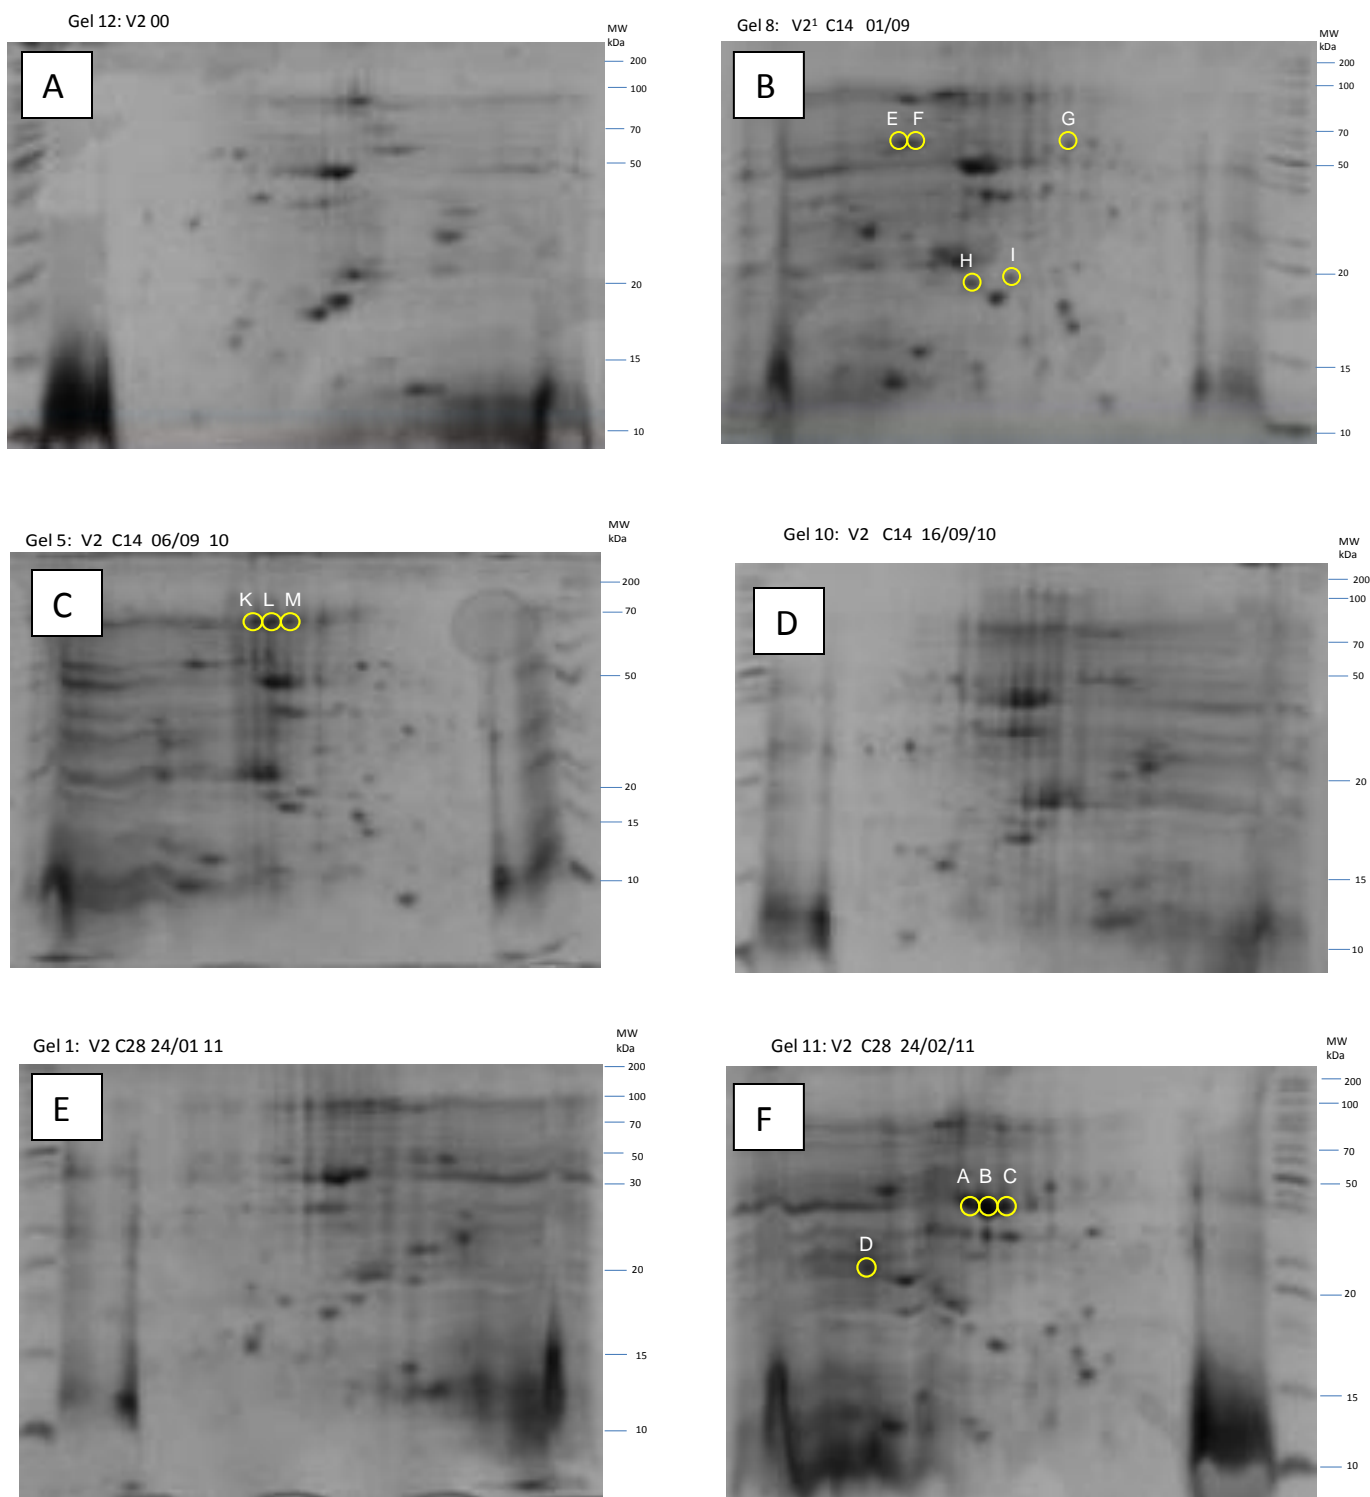 Gel 12: V2 00
MW
kDa
A
200
100
70
50
20
15
10
Gel 8: V2¹ C14 01/09
MW
kDa
B
200
100
70
50
20
15
10
E F G
H I
Gel 5: V2 C14 06/09 10
MW
kDa
C
200
70
50
20
15
10
K L M
Gel 10: V2 C14 16/09/10
MW
kDa
D
200
100
70
50
20
15
10
Gel 1: V2 C28 24/01 11
MW
kDa
E
200
100
70
50
30
20
15
10
Gel 11: V2 C28 24/02/11
MW
kDa
F
200
100
70
50
20
15
10
A B C
D